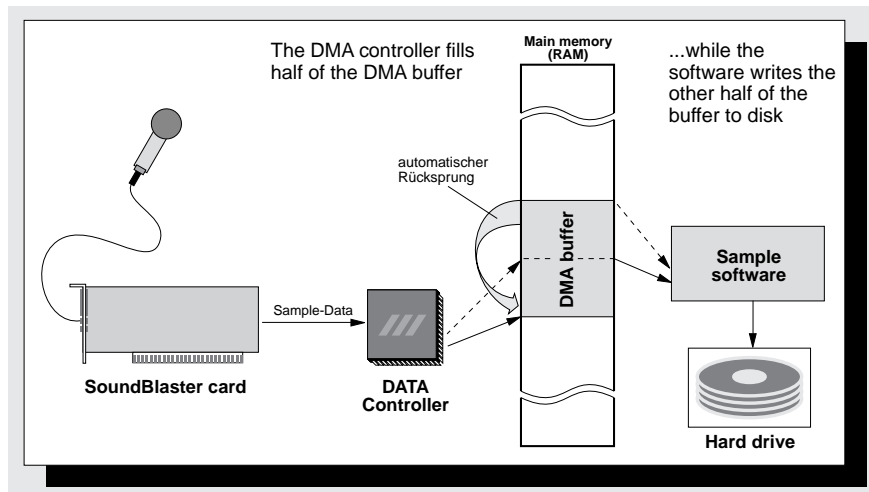 The DMA controller fills
half of the DMA buffer
Main memory
(RAM)
...while the
software writes the
other half of the
buffer to disk
automatischer
Rücksprung
DMA buffer
Sample
software
Sample-Data
SoundBlaster card
DATA
Controller
Hard drive